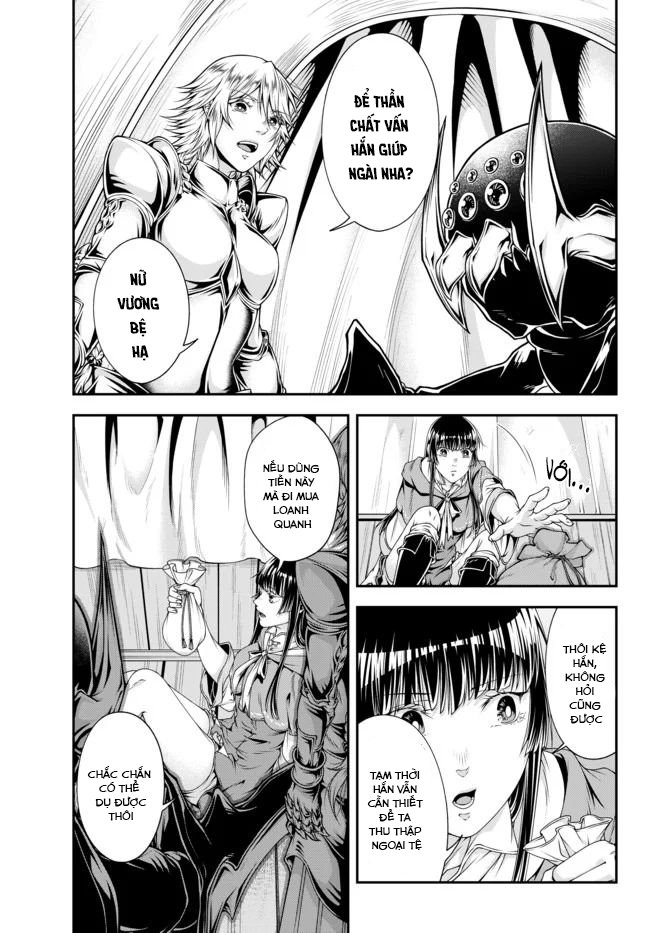 ĐỂ THẦN
CHẤT VẤN
HẮN GIÚP
NGÀI NHA?
NỮ
VƯƠNG
BỆ
HẠ
VỚI...
THÔI KỆ
HẮN,
KHÔNG
HỎI
CŨNG
ĐƯỢC
TẠM THỜI
HẮN VẪN
CẦN THIẾT
ĐỂ TA
THU THẬP
NGOẠI TỆ
NẾU DÙNG
TIỀN NÀY
MÀ ĐI MUA
LOANH
QUANH
CHẮC CHẮN
CÓ THỂ
DỤ ĐƯỢC
THÔI